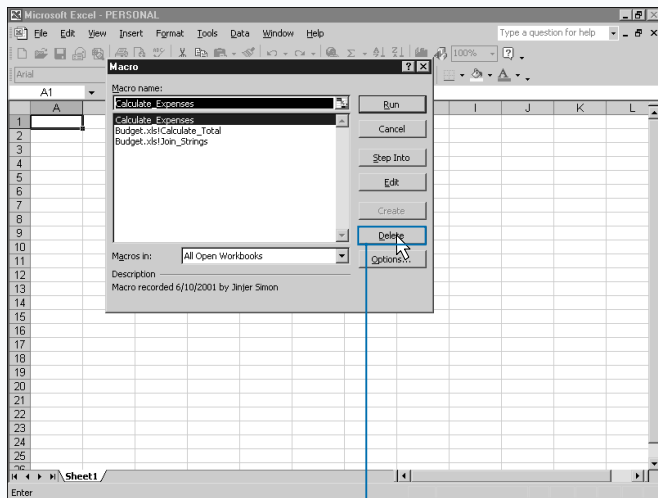 Microsoft Excel - PERSONAL
File Edit View Insert Format Tools Data Window Help
Type a question for help
100%
Arial
A1
Macro
Macro name:
Calculate_Expenses
Calculate_Expenses
Budget.xls!Calculate_Total
Budget.xls!Join_Strings
Run
Cancel
Step Into
Edit
Create
Delete
Options...
Macros in: All Open Workbooks
Description
Macro recorded 6/10/2001 by Jinjer Simon
A I J K L
1
2
3
4
5
6
7
8
9
10
11
12
13
14
15
16
17
18
19
20
21
22
23
24
25
26
Sheet1
Enter